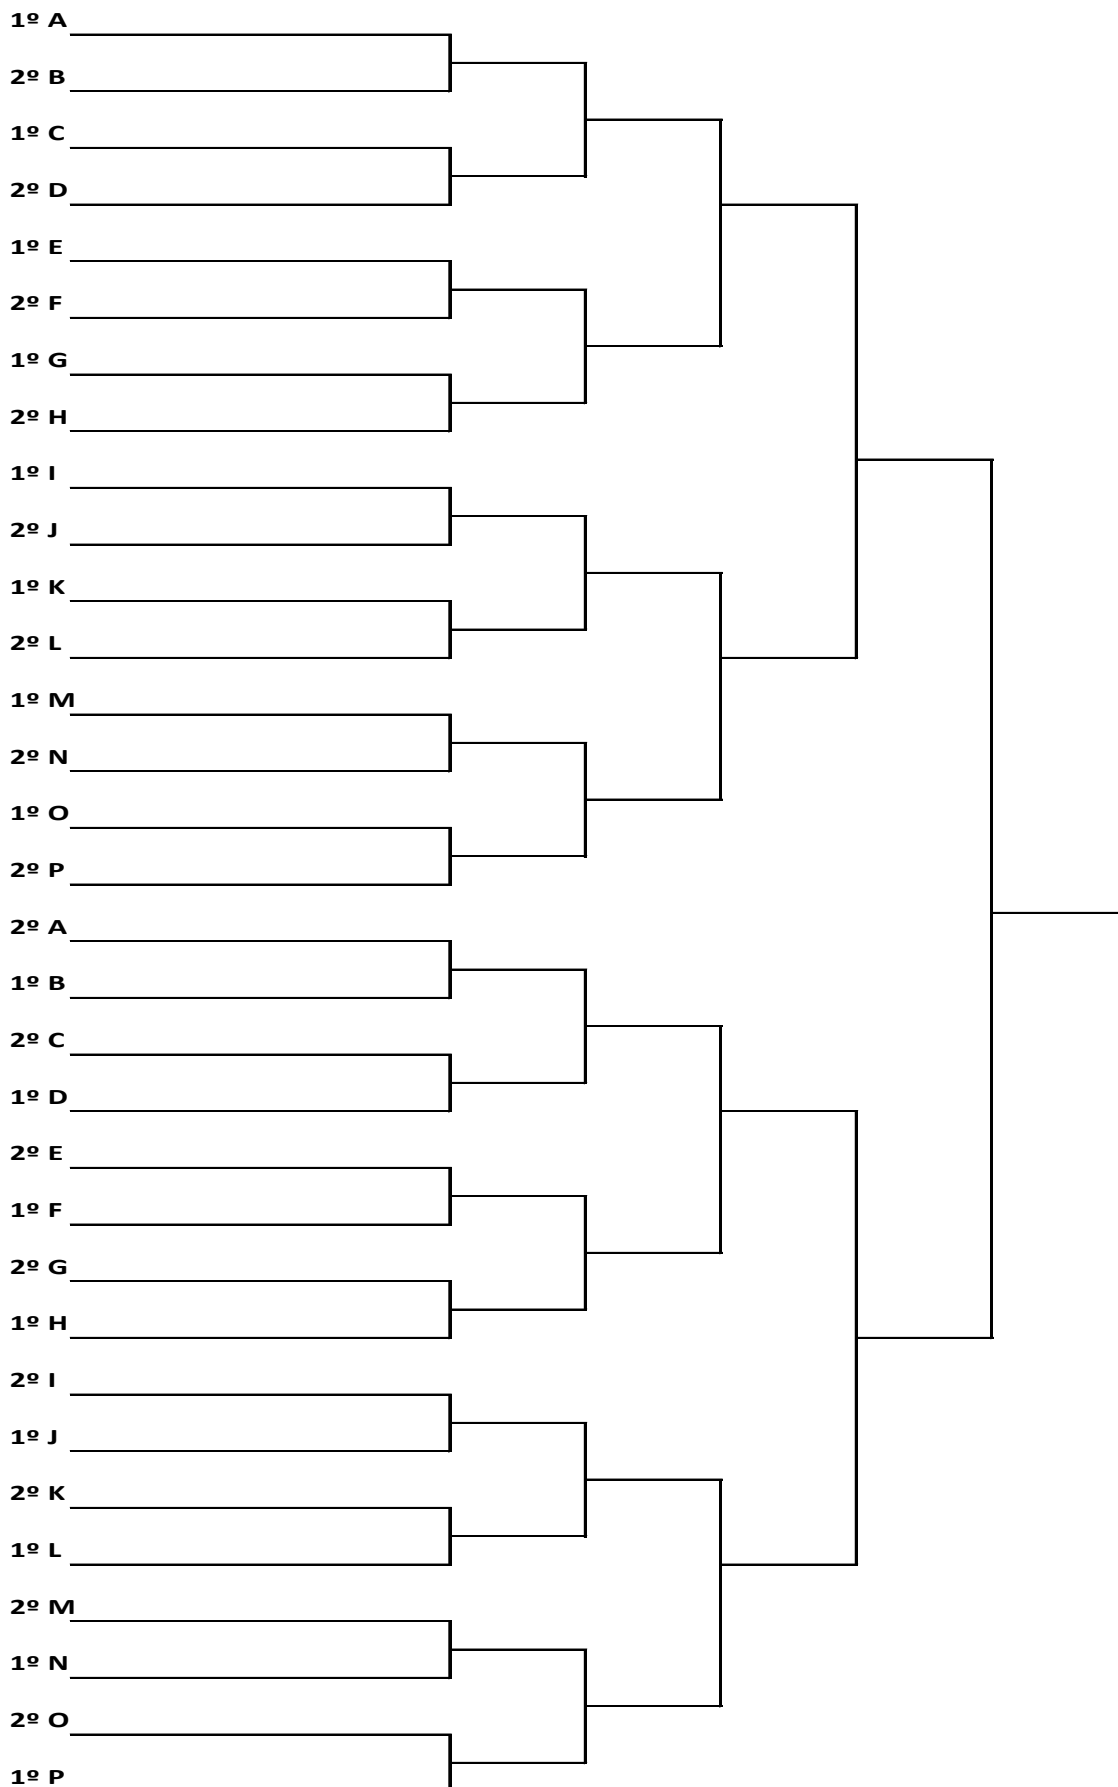 1º A
2º B
1º C
2º D
1º E
2º F
1º G
2º H
1º I
2º J
1º K
2º L
1º M
2º N
1º O
2º P
2º A
1º B
2º C
1º D
2º E
1º F
2º G
1º H
2º I
1º J
2º K
1º L
2º M
1º N
2º O
1º P